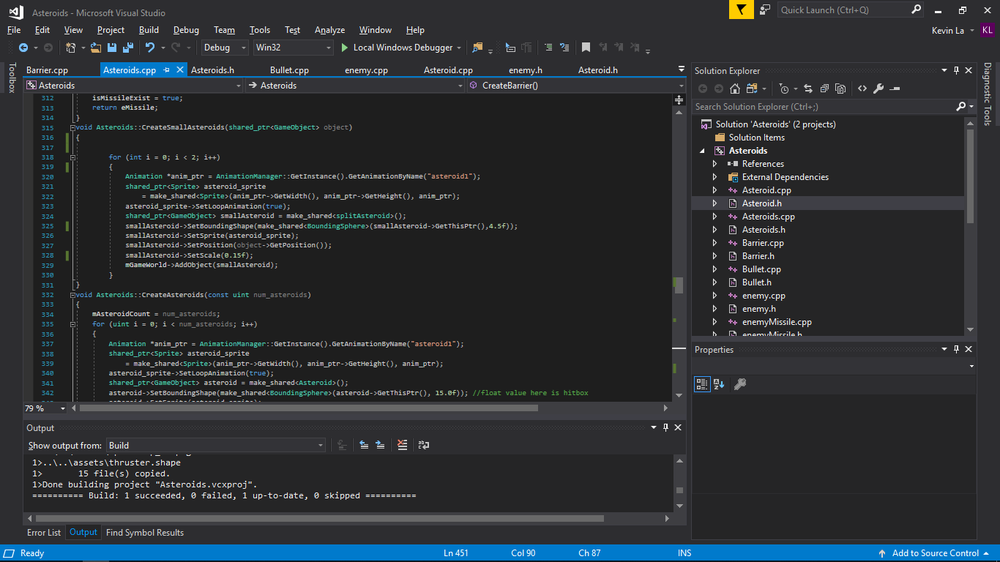 Asteroids - Microsoft Visual Studio
Quick Launch (Ctrl+Q)
File Edit View Project Build Debug Team Tools Test Analyze Window Help
Kevin La KL
Debug Win32 Local Windows Debugger
Toolbox
Barrier.cpp Asteroids.cpp Asteroids.h Bullet.cpp enemy.cpp Asteroid.cpp enemy.h Asteroid.h
Asteroids Asteroids CreateBarrier()
312 isMissileExist = true;
313 return eMissile;
314 }
315 void Asteroids::CreateSmallAsteroids(shared_ptr<GameObject> object)
316 {
317
318 for (int i = 0; i < 2; i++)
319 {
320 Animation *anim_ptr = AnimationManager::GetInstance().GetAnimationByName("asteroid1");
321 shared_ptr<Sprite> asteroid_sprite
322 = make_shared<Sprite>(anim_ptr->GetWidth(), anim_ptr->GetHeight(), anim_ptr);
323 asteroid_sprite->SetLoopAnimation(true);
324 shared_ptr<GameObject> smallAsteroid = make_shared<splitAsteroid>();
325 smallAsteroid->SetBoundingShape(make_shared<BoundingSphere>(smallAsteroid->GetThisPtr(),4.5f));
326 smallAsteroid->SetSprite(asteroid_sprite);
327 smallAsteroid->SetPosition(object->GetPosition());
328 smallAsteroid->SetScale(0.15f);
329 mGameWorld->AddObject(smallAsteroid);
330 }
331 }
332 void Asteroids::CreateAsteroids(const uint num_asteroids)
333 {
334 mAsteroidCount = num_asteroids;
335 for (uint i = 0; i < num_asteroids; i++)
336 {
337 Animation *anim_ptr = AnimationManager::GetInstance().GetAnimationByName("asteroid1");
338 shared_ptr<Sprite> asteroid_sprite
339 = make_shared<Sprite>(anim_ptr->GetWidth(), anim_ptr->GetHeight(), anim_ptr);
340 asteroid_sprite->SetLoopAnimation(true);
341 shared_ptr<GameObject> asteroid = make_shared<Asteroid>();
342 asteroid->SetBoundingShape(make_shared<BoundingSphere>(asteroid->GetThisPtr(), 15.0f)); //float value here is hitbox
79 %
Output
Show output from: Build
1>..\..\assets\thruster.shape
1> 15 file(s) copied.
1>Done building project "Asteroids.vcxproj".
========== Build: 1 succeeded, 0 failed, 1 up-to-date, 0 skipped ==========
Error List Output Find Symbol Results
Solution Explorer
Search Solution Explorer (Ctrl+;)
Solution 'Asteroids' (2 projects)
Solution Items
Asteroids
References
External Dependencies
Asteroid.cpp
Asteroid.h
Asteroids.cpp
Asteroids.h
Barrier.cpp
Barrier.h
Bullet.cpp
Bullet.h
enemy.cpp
enemy.h
enemyMissile.cpp
enemyMissile.h
Properties
Diagnostic Tools
Ready Ln 451 Col 90 Ch 87 INS Add to Source Control